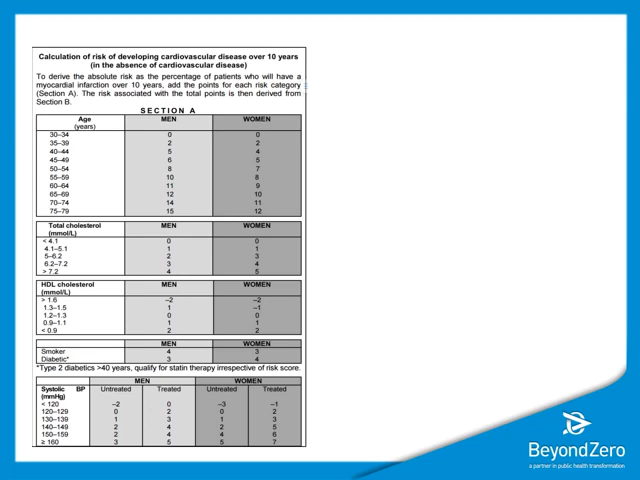 Calculation of risk of developing cardiovascular disease over 10 years
(in the absence of cardiovascular disease)
To derive the absolute risk as the percentage of patients who will have a
myocardial infarction over 10 years, add the points for each risk category
(Section A). The risk associated with the total points is then derived from
Section B.
SECTION A
Age (years) MEN WOMEN
30–34 0 0
35–39 2 2
40–44 5 4
45–49 6 5
50–54 8 7
55–59 10 8
60–64 11 9
65–69 12 10
70–74 14 11
75–79 15 12
Total cholesterol (mmol/L) MEN WOMEN
< 4.1 0 0
4.1–5.1 1 1
5–6.2 2 3
6.2–7.2 3 4
> 7.2 4 5
HDL cholesterol (mmol/L) MEN WOMEN
> 1.6 –2 –2
1.3–1.5 1 –1
1.2–1.3 0 0
0.9–1.1 1 1
< 0.9 2 2
MEN WOMEN
Smoker 4 3
Diabetic* 3 4
*Type 2 diabetics >40 years, qualify for statin therapy irrespective of risk score.
MEN WOMEN
Systolic BP (mmHg) Untreated Treated Untreated Treated
< 120 –2 0 –3 –1
120–129 0 2 0 2
130–139 1 3 1 3
140–149 2 4 2 5
150–159 2 4 4 6
≥ 160 3 5 5 7
BeyondZero
a partner in public health transformation